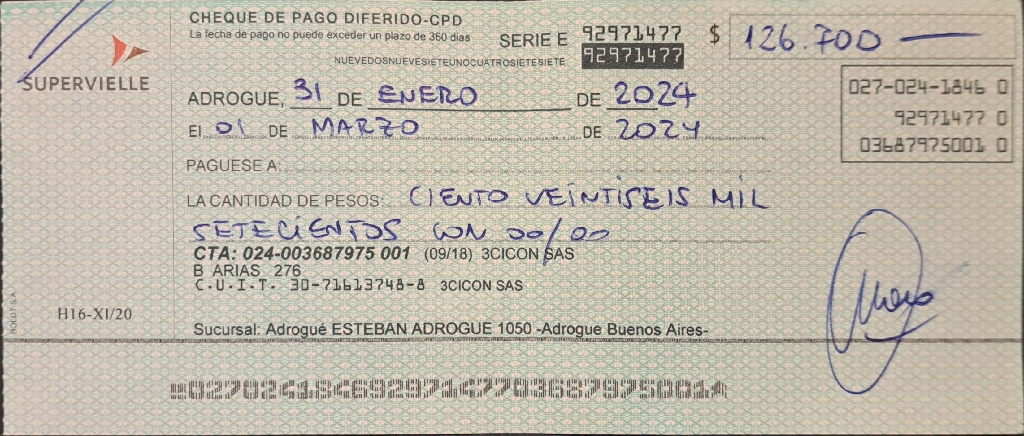 CHEQUE DE PAGO DIFERIDO-CPD
La fecha de pago no puede exceder un plazo de 360 días
SERIE E 92971477
92971477
$ 126.700
NUEVEDOSNUEVESIETEUNOCUATROSIETESIETE
SUPERVIELLE
027-024-1846 0
92971477 0
03687975001 0
ADROGUE, 31 DE ENERO DE 2024
El 01 DE MARZO DE 2024
PAGUESE A:
LA CANTIDAD DE PESOS: CIENTO VEINTISEIS MIL
SETECIENTOS CON 00/00
CTA: 024-003687975 001 (09/18) 3CICON SAS
B ARIAS 276
C.U.I.T. 30-71613748-8 3CICON SAS
H16-XI/20
Sucursal: Adrogué ESTEBAN ADROGUE 1050 -Adrogue Buenos Aires-
027024184692971477036879750014